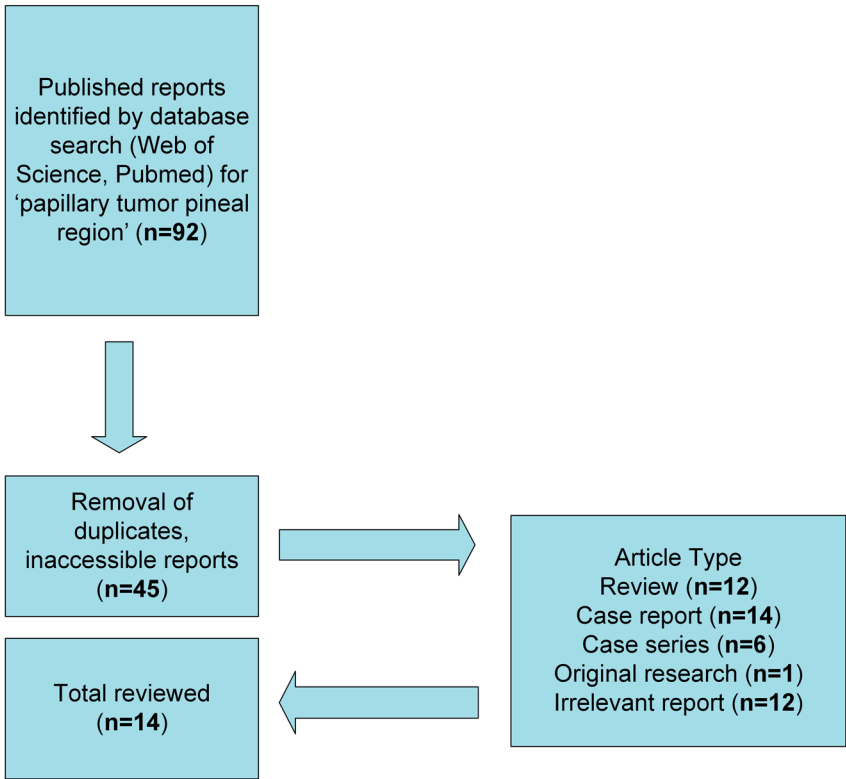 Published reports
identified by database
search (Web of
Science, Pubmed) for
‘papillary tumor pineal
region’ (n=92)
Removal of
duplicates,
inaccessible reports
(n=45)
Article Type
Review (n=12)
Case report (n=14)
Case series (n=6)
Original research (n=1)
Irrelevant report (n=12)
Total reviewed
(n=14)